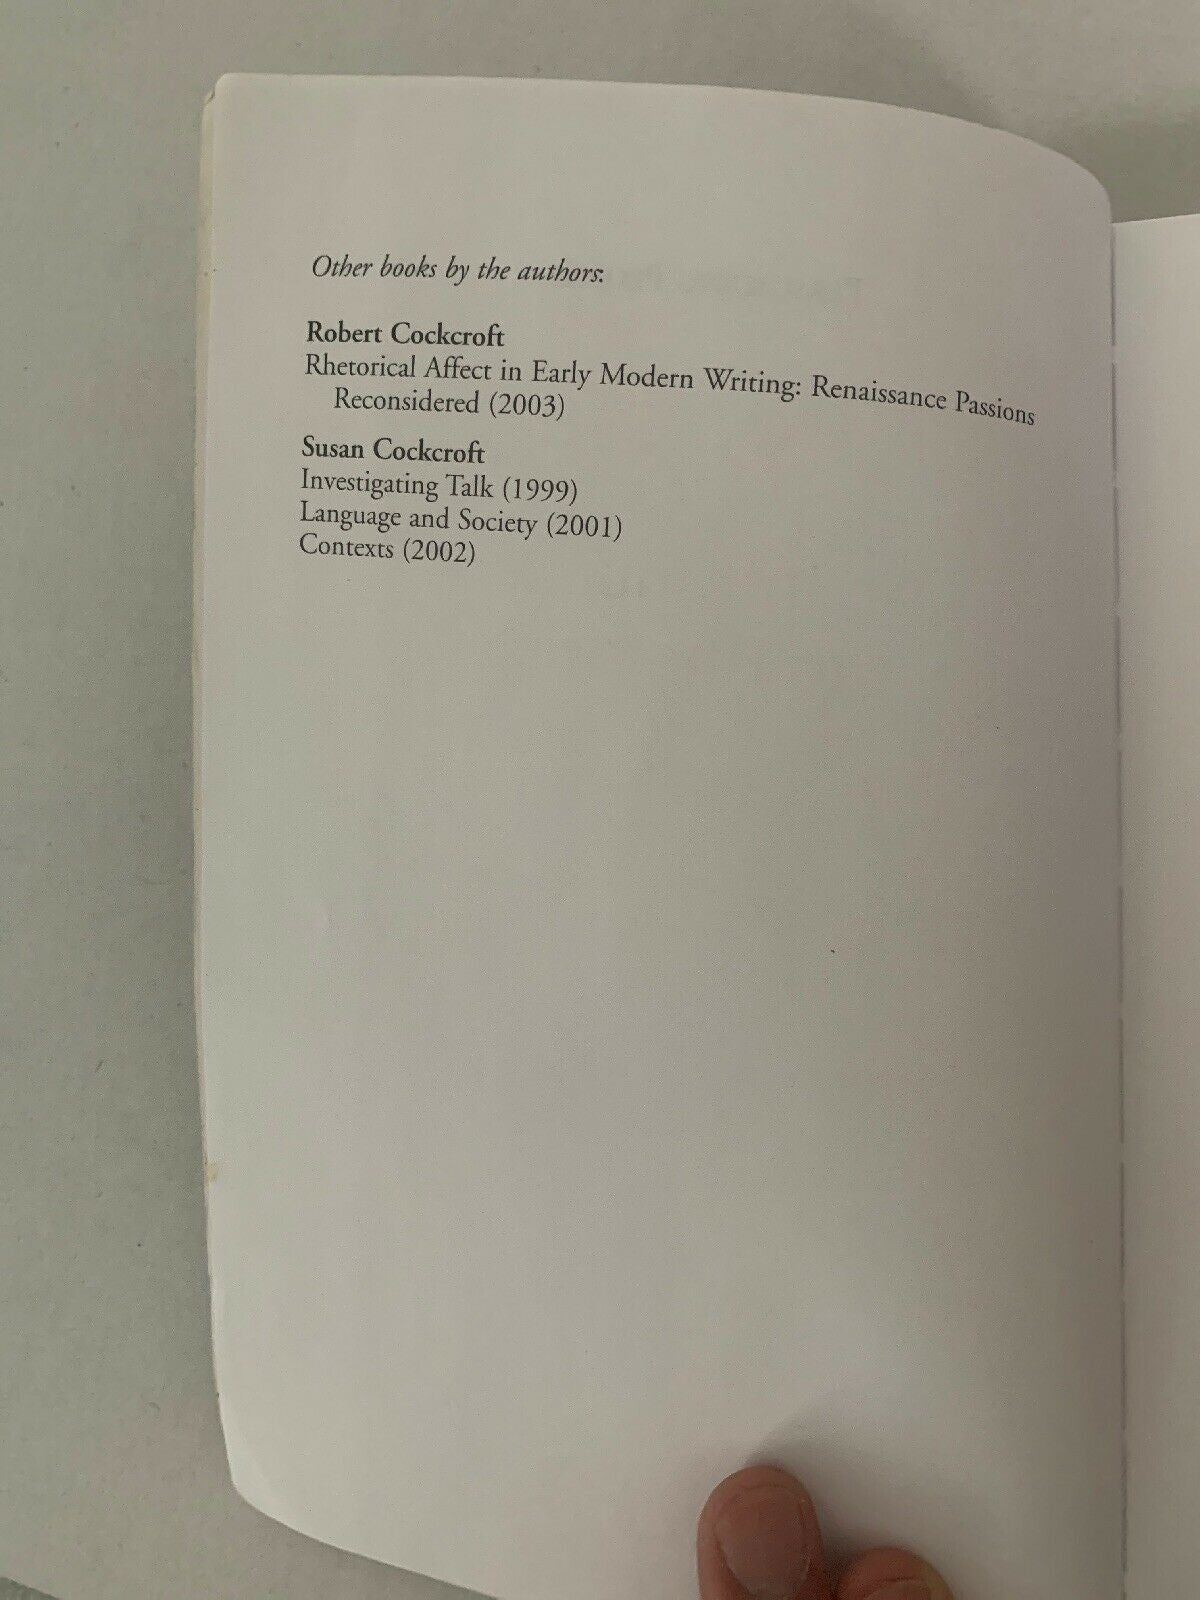 Other books by the authors:
Robert Cockcroft
Rhetorical Affect in Early Modern Writing: Renaissance Passions
Reconsidered (2003)
Susan Cockcroft
Investigating Talk (1999)
Language and Society (2001)
Contexts (2002)